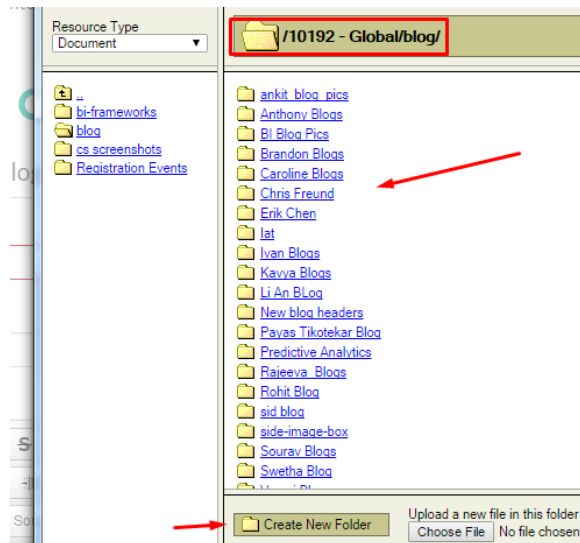 Resource Type
Document
/10192 - Global/blog/
..
bi-frameworks
blog
cs screenshots
Registration Events
ankit_blog_pics
Anthony Blogs
BI Blog Pics
Brandon Blogs
Caroline Blogs
Chris Freund
Erik Chen
Ivan Blogs
Kavya Blogs
Li An BLog
New blog headers
Payas Tikotekar Blog
Predictive Analytics
Rajeeva_Blogs
Rohit Blog
sid blog
side-image-box
Sourav Blogs
Swetha Blog
Create New Folder
Upload a new file in this folder
Choose File No file chosen